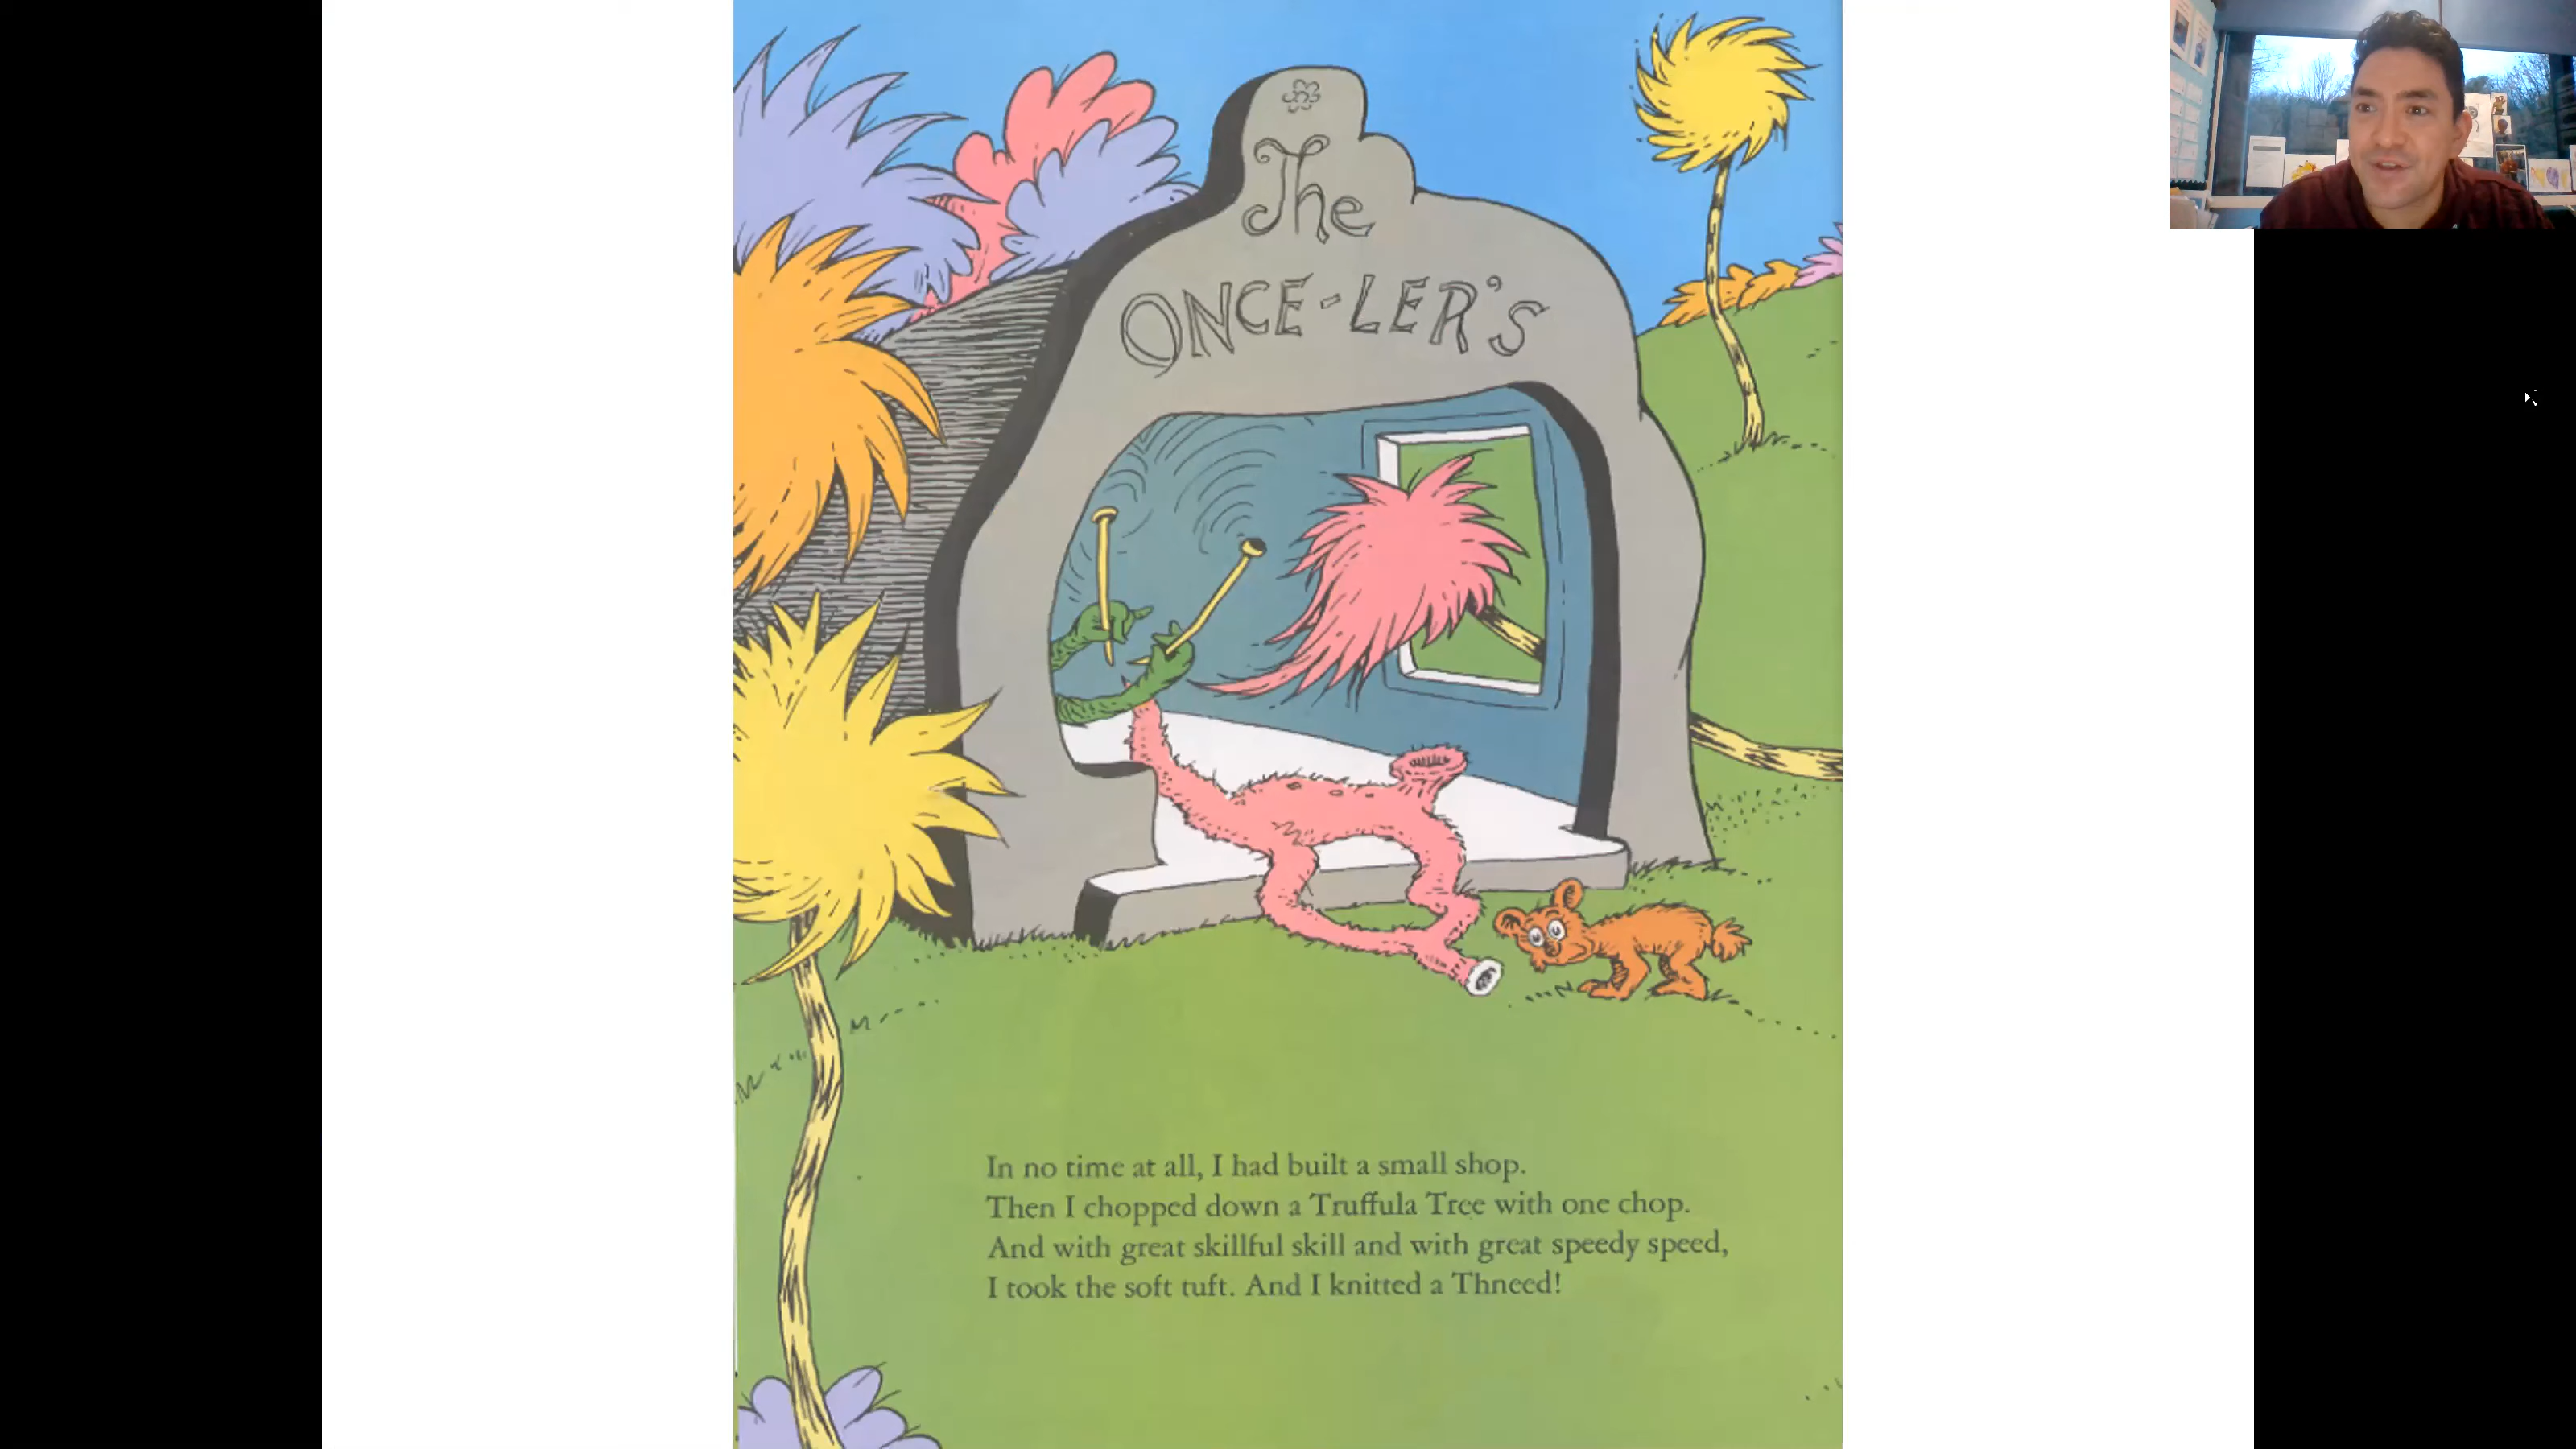 The
ONCE-LER'S
In no time at all, I had built a small shop.
Then I chopped down a Truffula Tree with one chop.
And with great skillful skill and with great speedy speed,
I took the soft tuft. And I knitted a Thneed!